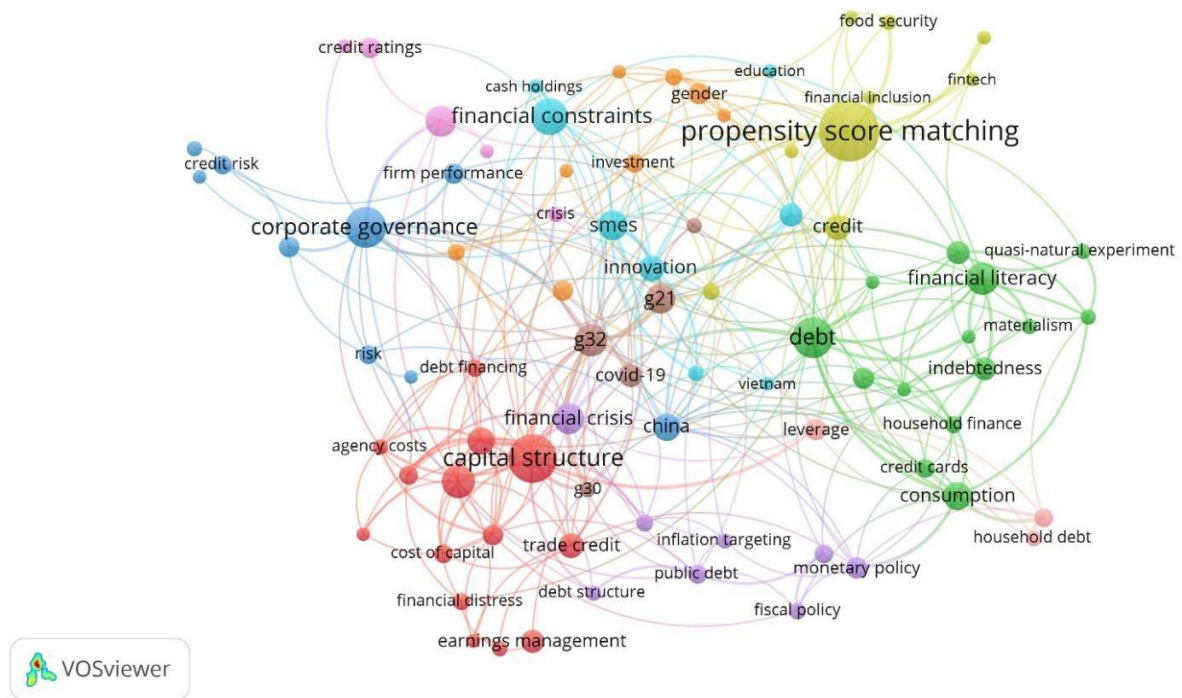 food security
credit ratings
fintech
education
cash holdings
gender
financial inclusion
financial constraints
propensity score matching
credit risk
investment
firm performance
crisis
corporate governance
smes
credit
quasi-natural experiment
innovation
financial literacy
g21
materialism
g32
debt
risk
debt financing
indebtedness
covid-19
vietnam
financial crisis
china
leverage
household finance
agency costs
capital structure
credit cards
g30
consumption
inflation targeting
household debt
cost of capital
trade credit
public debt
monetary policy
debt structure
financial distress
fiscal policy
earnings management
VOSviewer